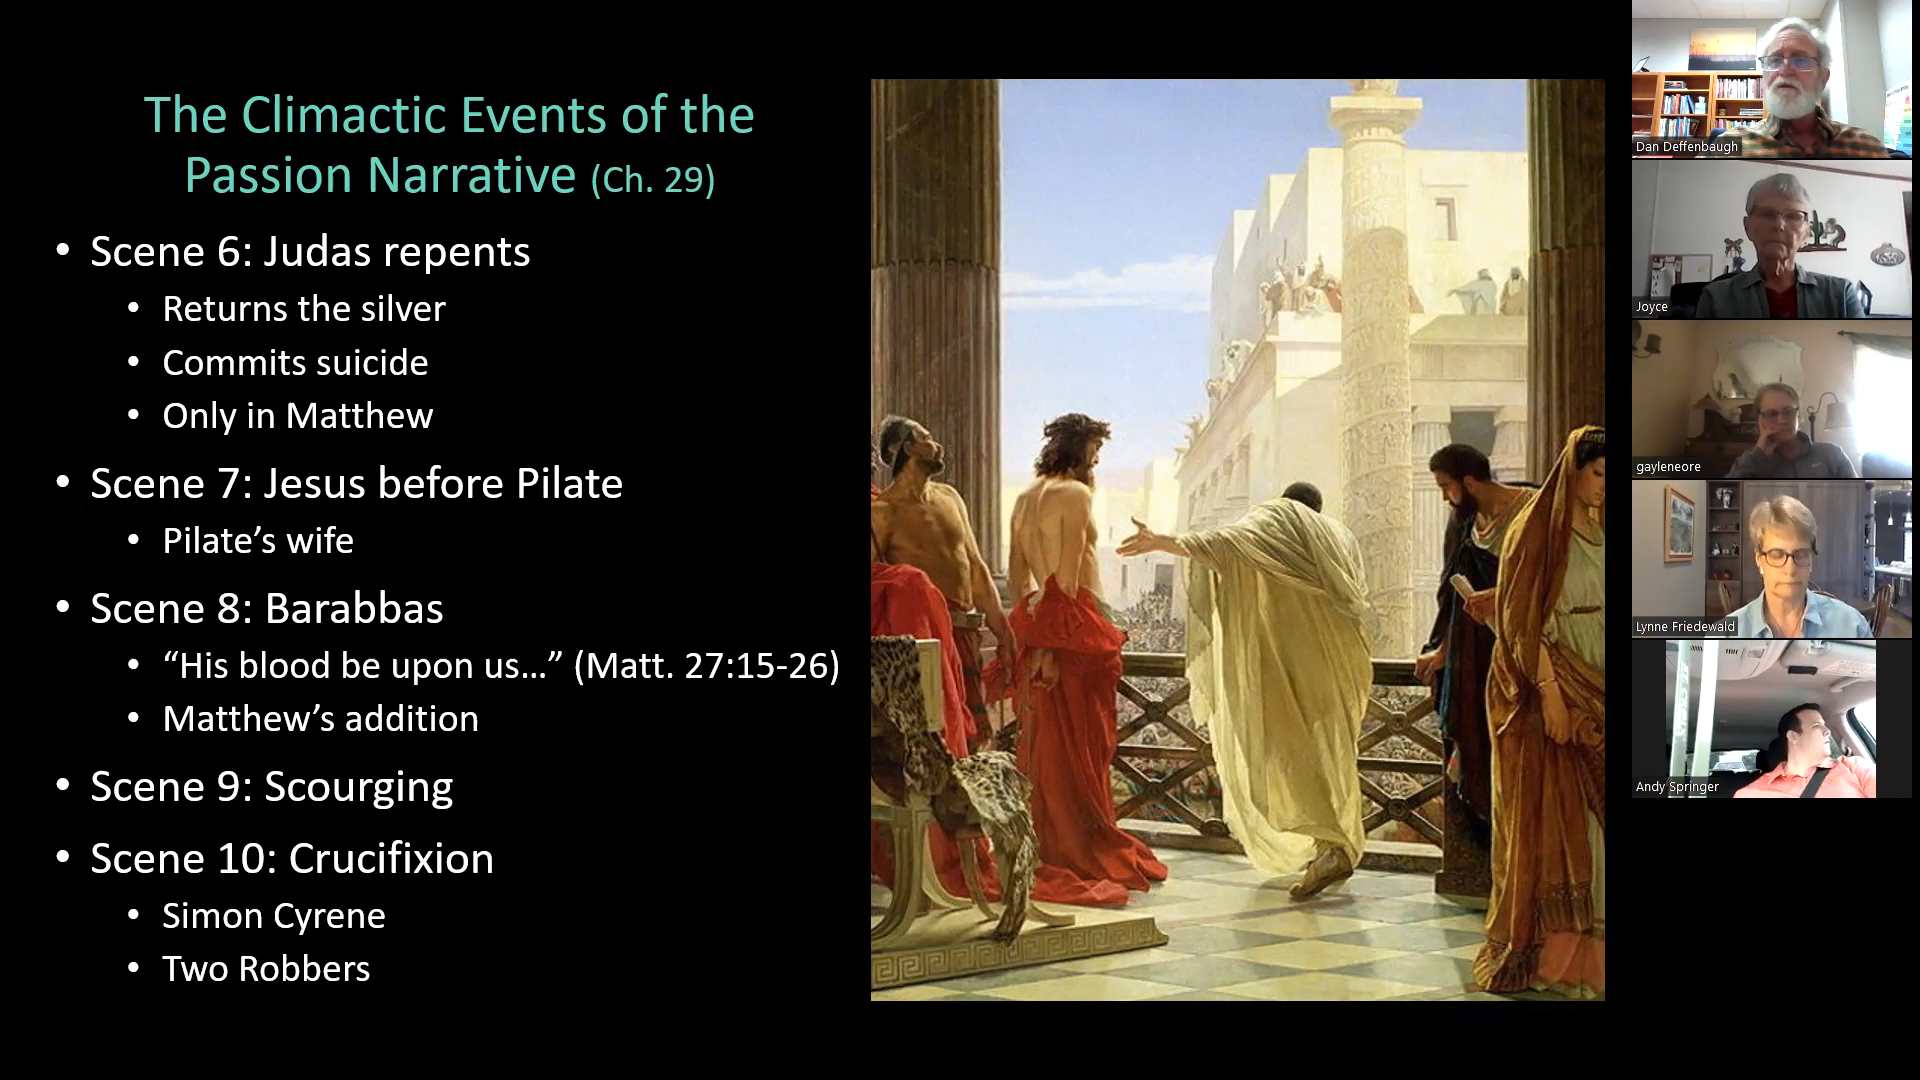 The Climactic Events of the
Passion Narrative (Ch. 29)
• Scene 6: Judas repents
• Returns the silver
• Commits suicide
• Only in Matthew
• Scene 7: Jesus before Pilate
• Pilate’s wife
• Scene 8: Barabbas
• “His blood be upon us…” (Matt. 27:15-26)
• Matthew’s addition
• Scene 9: Scourging
• Scene 10: Crucifixion
• Simon Cyrene
• Two Robbers
Dan Deffenbaugh
Joyce
gayleneore
Lynne Friedewald
Andy Springer